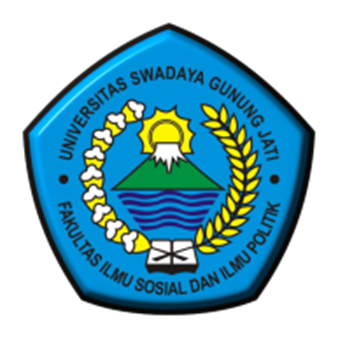 UNIVERSITAS SWADAYA GUNUNG JATI
FAKULTAS ILMU SOSIAL DAN ILMU POLITIK